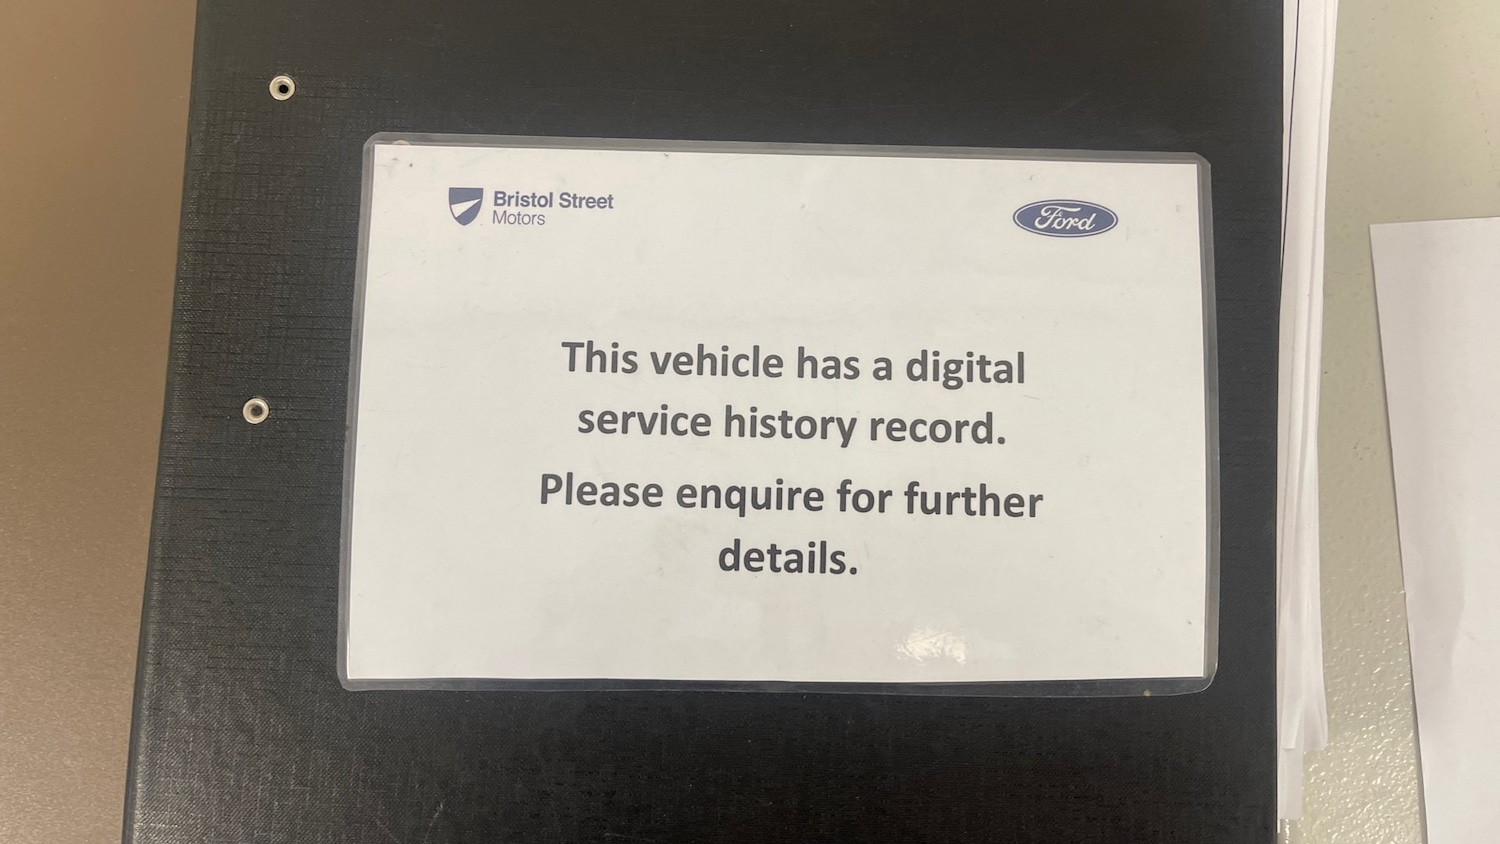 Bristol Street
Motors
Ford
This vehicle has a digital
service history record.
Please enquire for further
details.